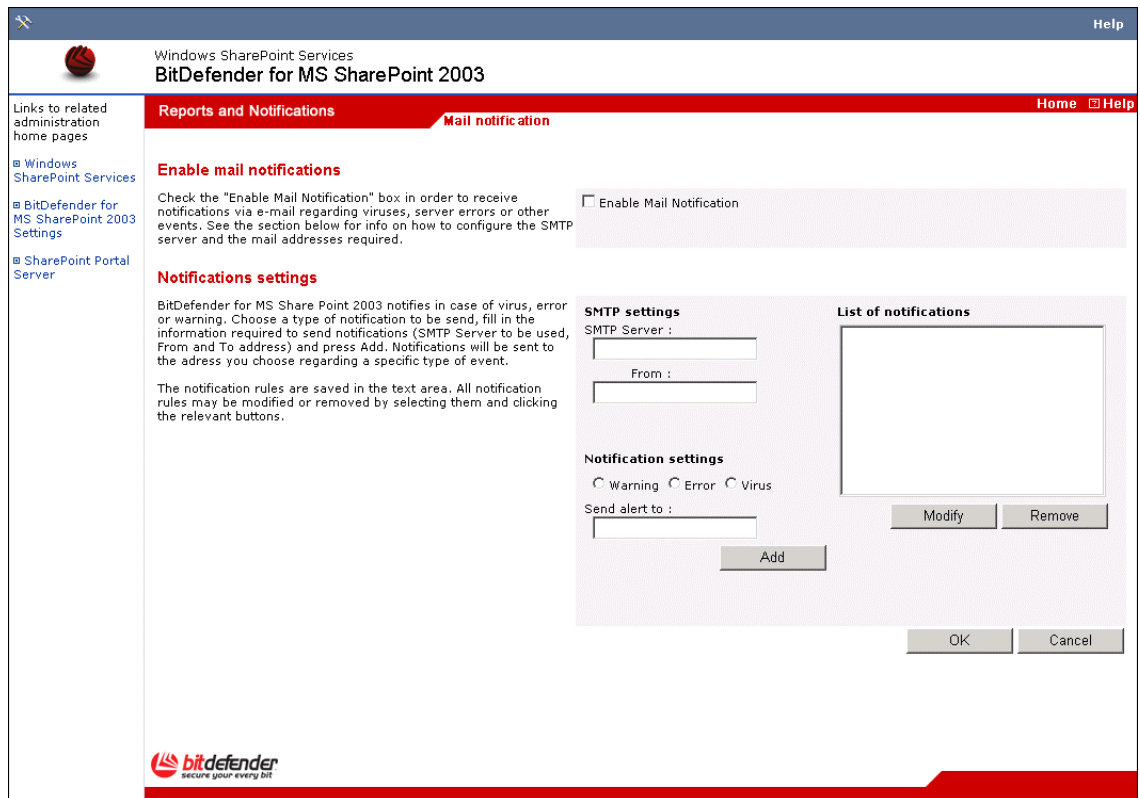 Help
Windows SharePoint Services
BitDefender for MS SharePoint 2003
Links to related
administration
home pages
Windows
SharePoint Services
BitDefender for
MS SharePoint 2003
Settings
SharePoint Portal
Server
Reports and Notifications
Mail notification
Home ? Help
Enable mail notifications
Check the "Enable Mail Notification" box in order to receive
notifications via e-mail regarding viruses, server errors or other
events. See the section below for info on how to configure the SMTP
server and the mail addresses required.
Enable Mail Notification
Notifications settings
BitDefender for MS Share Point 2003 notifies in case of virus, error
or warning. Choose a type of notification to be send, fill in the
information required to send notifications (SMTP Server to be used,
From and To address) and press Add. Notifications will be sent to
the adress you choose regarding a specific type of event.
The notification rules are saved in the text area. All notification
rules may be modified or removed by selecting them and clicking
the relevant buttons.
SMTP settings
SMTP Server :
From :
Notification settings
Warning Error Virus
Send alert to :
Add
List of notifications
Modify Remove
OK Cancel
bitdefender
secure your every bit